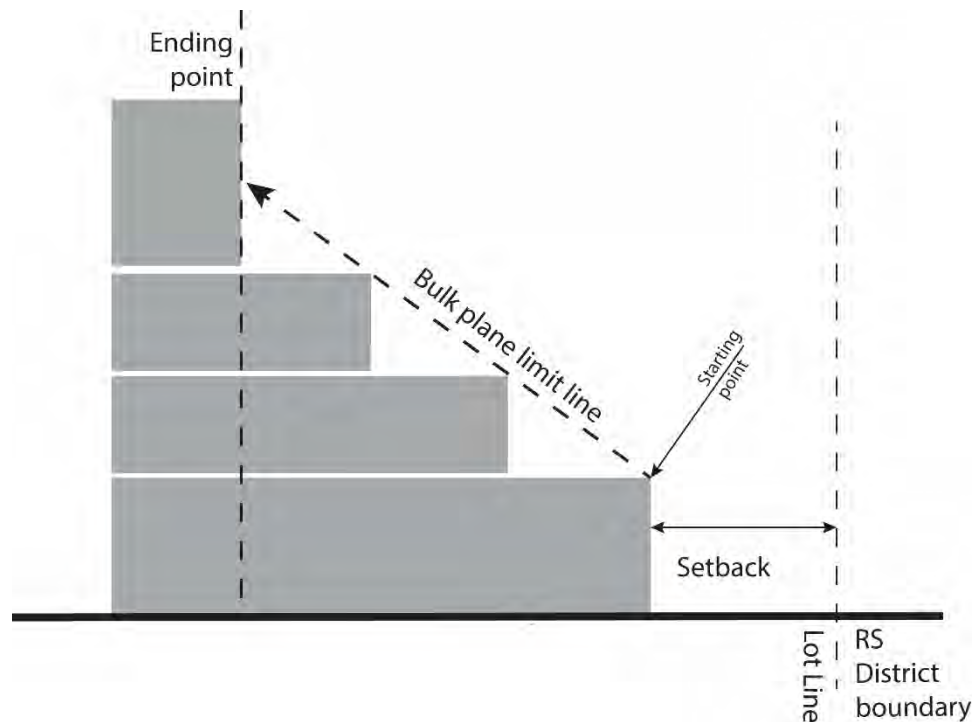 Ending
point
Bulk plane limit line
Starting
point
Setback
Lot Line
RS
District
boundary